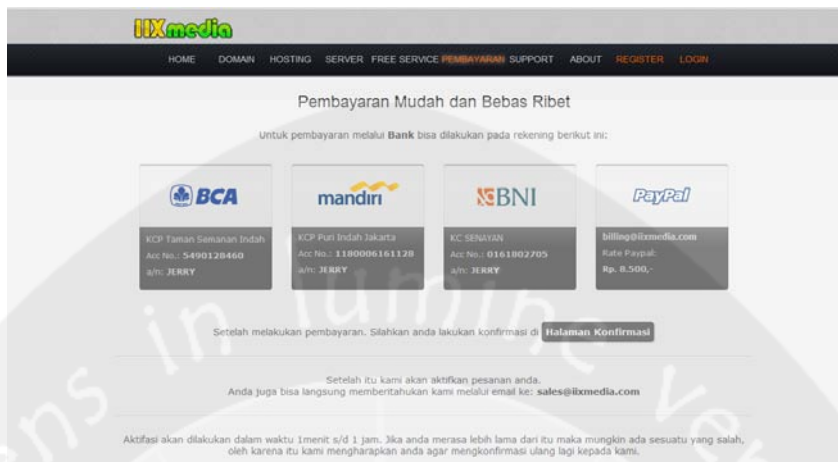 IIXmedia
HOME DOMAIN HOSTING SERVER FREE SERVICE PEMBAYARAN SUPPORT ABOUT REGISTER LOGIN
Pembayaran Mudah dan Bebas Ribet
Untuk pembayaran melalui Bank bisa dilakukan pada rekening berikut ini:
BCA
KCP Taman Semanan Indah
Acc No.: 5490128460
a/n: JERRY
mandiri
KCP Puri Indah Jakarta
Acc No.: 1180006161128
a/n: JERRY
BNI
KC SENAYAN
Acc No.: 0161802705
a/n: JERRY
PayPal
billing@iixmedia.com
Rate Paypal:
Rp. 8.500,-
Setelah melakukan pembayaran. Silahkan anda lakukan konfirmasi di Halaman Konfirmasi
Setelah itu kami akan aktifkan pesanan anda.
Anda juga bisa langsung memberitahukan kami melalui email ke: sales@iixmedia.com
Aktifasi akan dilakukan dalam waktu 1menit s/d 1 jam. Jika anda merasa lebih lama dari itu maka mungkin ada sesuatu yang salah,
oleh karena itu kami mengharapkan anda agar mengkonfirmasi ulang lagi kepada kami.
ens in lumine ve